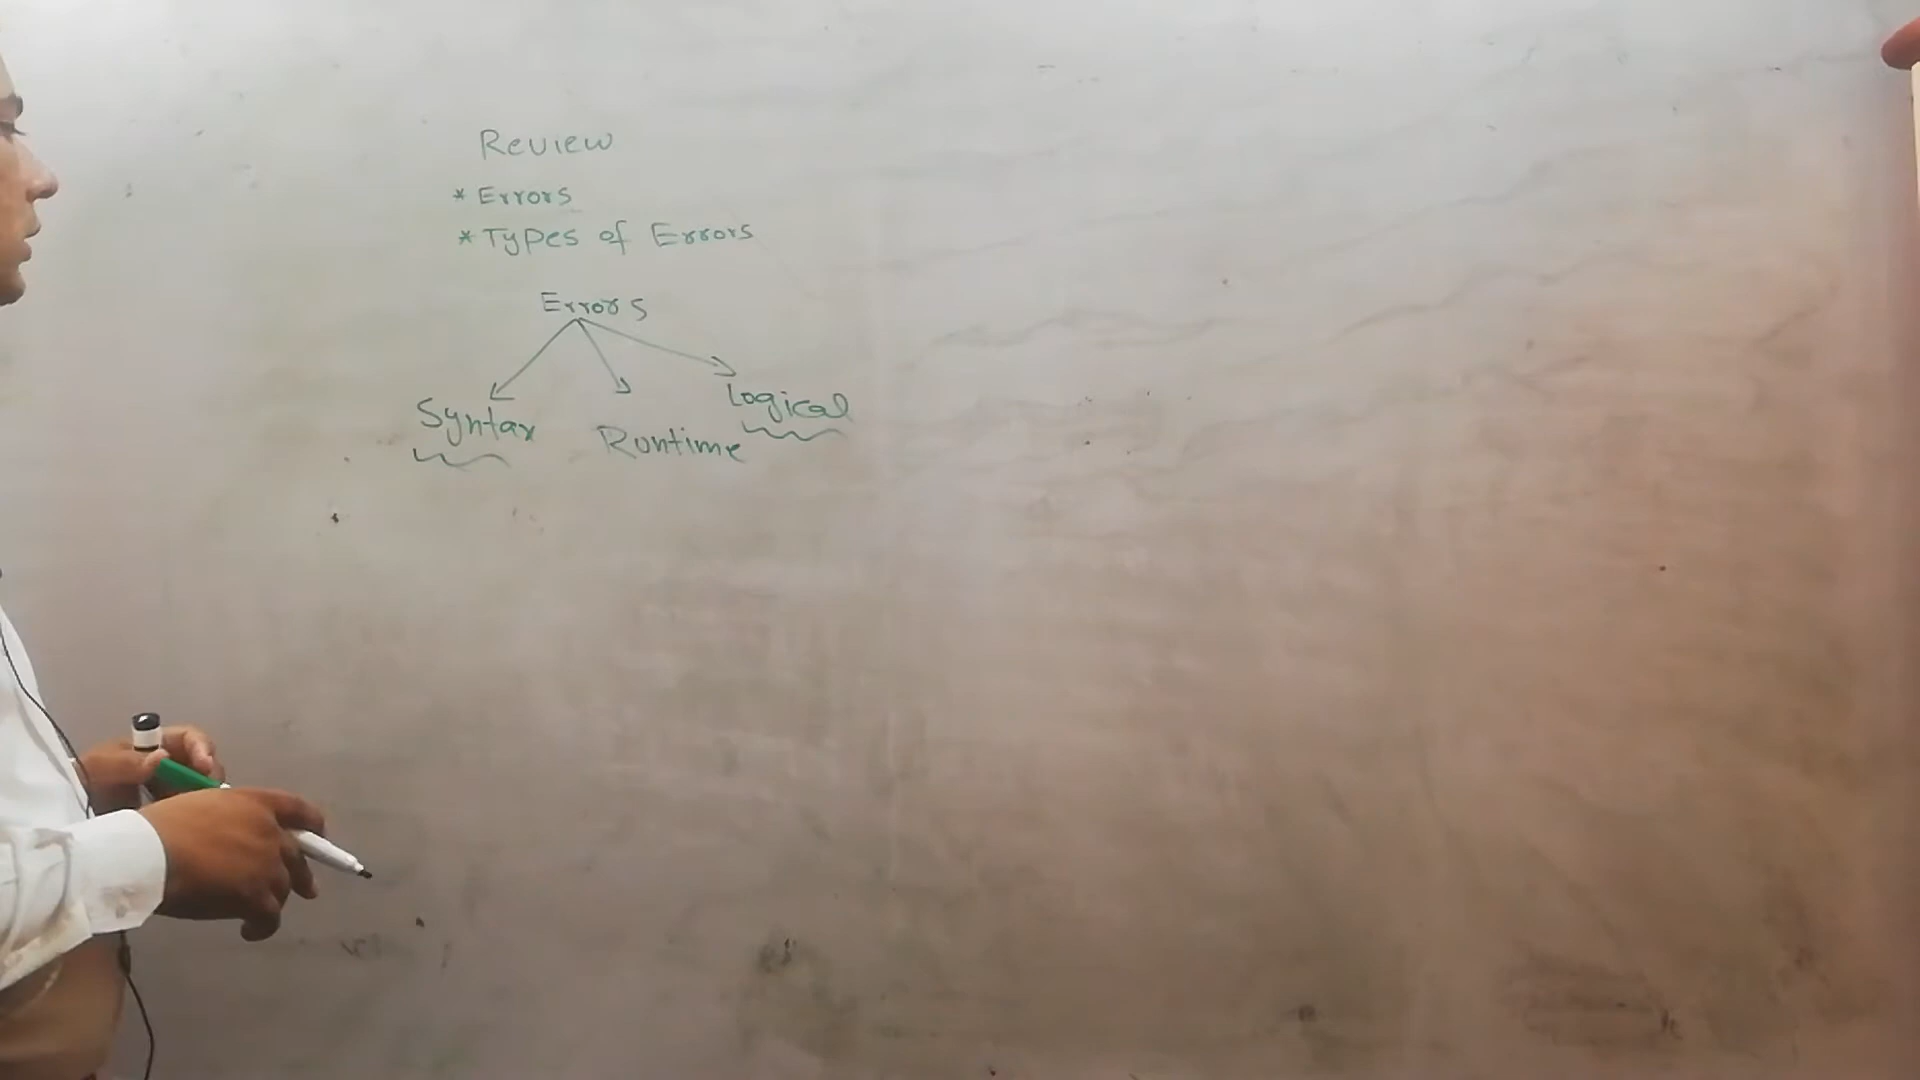 Review
* Errors
* Types of Errors
Errors
Syntax Runtime Logical